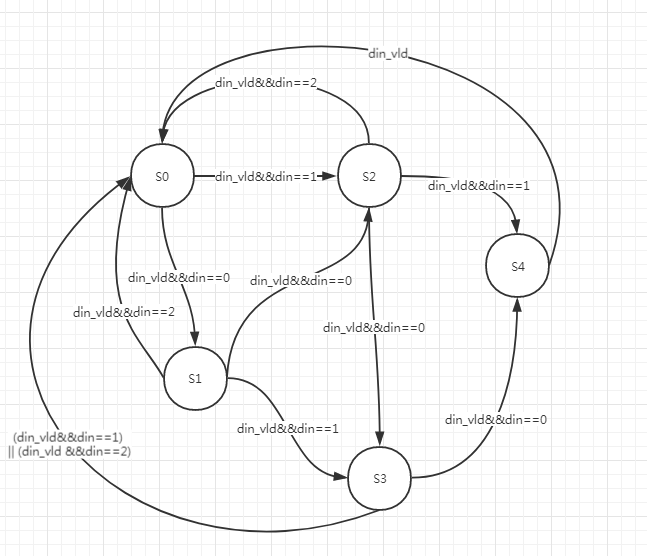 din_vld
din_vld&&din==2
S0
din_vld&&din==1
S2
din_vld&&din==1
S4
din_vld&&din==0
din_vld&&din==0
din_vld&&din==2
din_vld&&din==0
S1
din_vld&&din==1
din_vld&&din==0
(din_vld&&din==1)
|| (din_vld &&din==2)
S3